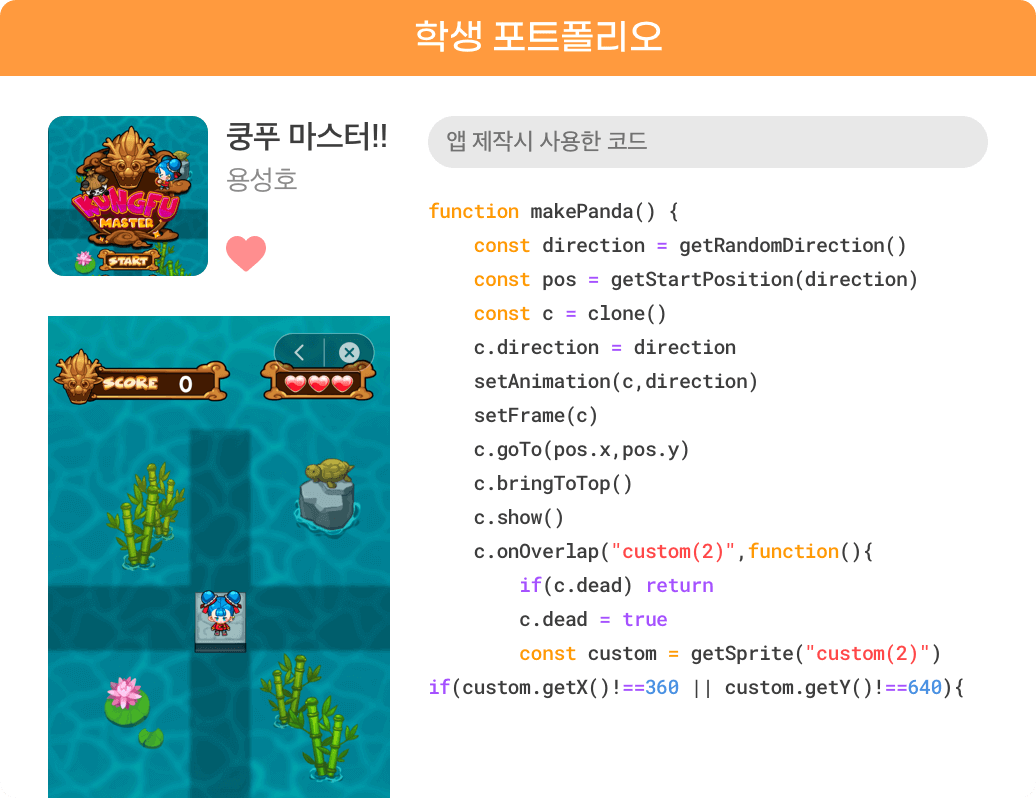 학생 포트폴리오
KUNGFU
MASTER
START
쿵푸 마스터!!
용성호
SCORE 0
앱 제작시 사용한 코드
function makePanda() {
    const direction = getRandomDirection()
    const pos = getStartPosition(direction)
    const c = clone()
    c.direction = direction
    setAnimation(c,direction)
    setFrame(c)
    c.goTo(pos.x,pos.y)
    c.bringToTop()
    c.show()
    c.onOverlap("custom(2)",function(){
        if(c.dead) return
        c.dead = true
        const custom = getSprite("custom(2)")
if(custom.getX()!==360 || custom.getY()!==640){